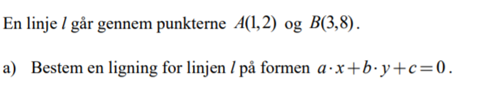 En linje l går gennem punkterne A(1,2) og B(3,8).
a) Bestem en ligning for linjen l på formen a·x+b·y+c=0.